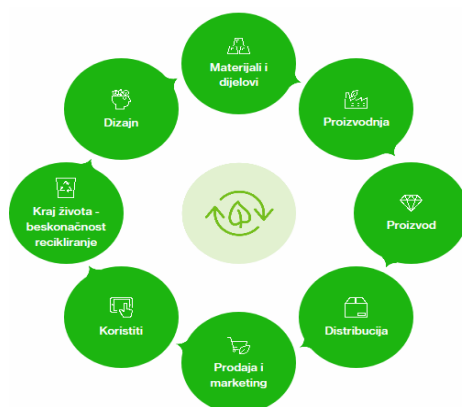 Materijali i
dijelovi
Proizvodnja
Proizvod
Distribucija
Prodaja i
marketing
Koristiti
Kraj života -
beskonačnost
recikliranje
Dizajn